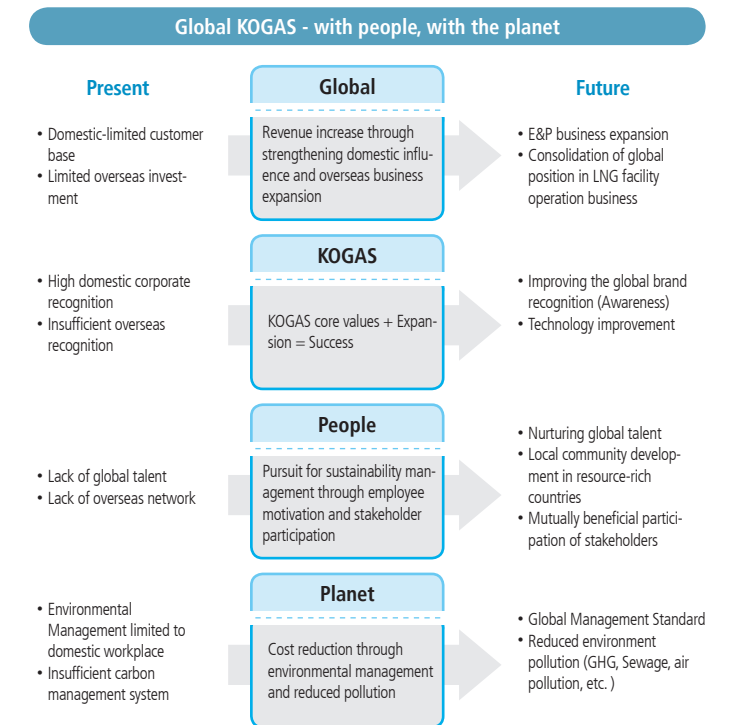 Global KOGAS - with people, with the planet
Present
Global
Future
• Domestic-limited customer
base
• Limited overseas invest-
ment
Revenue increase through
strengthening domestic influ-
ence and overseas business
expansion
• E&P business expansion
• Consolidation of global
position in LNG facility
operation business
KOGAS
• High domestic corporate
recognition
• Insufficient overseas
recognition
KOGAS core values + Expan-
sion = Success
• Improving the global brand
recognition (Awareness)
• Technology improvement
People
• Lack of global talent
• Lack of overseas network
Pursuit for sustainability man-
agement through employee
motivation and stakeholder
participation
• Nurturing global talent
• Local community develop-
ment in resource-rich
countries
• Mutually beneficial partici-
pation of stakeholders
Planet
• Environmental
Management limited to
domestic workplace
• Insufficient carbon
management system
Cost reduction through
environmental management
and reduced pollution
• Global Management Standard
• Reduced environment
pollution (GHG, Sewage, air
pollution, etc. )